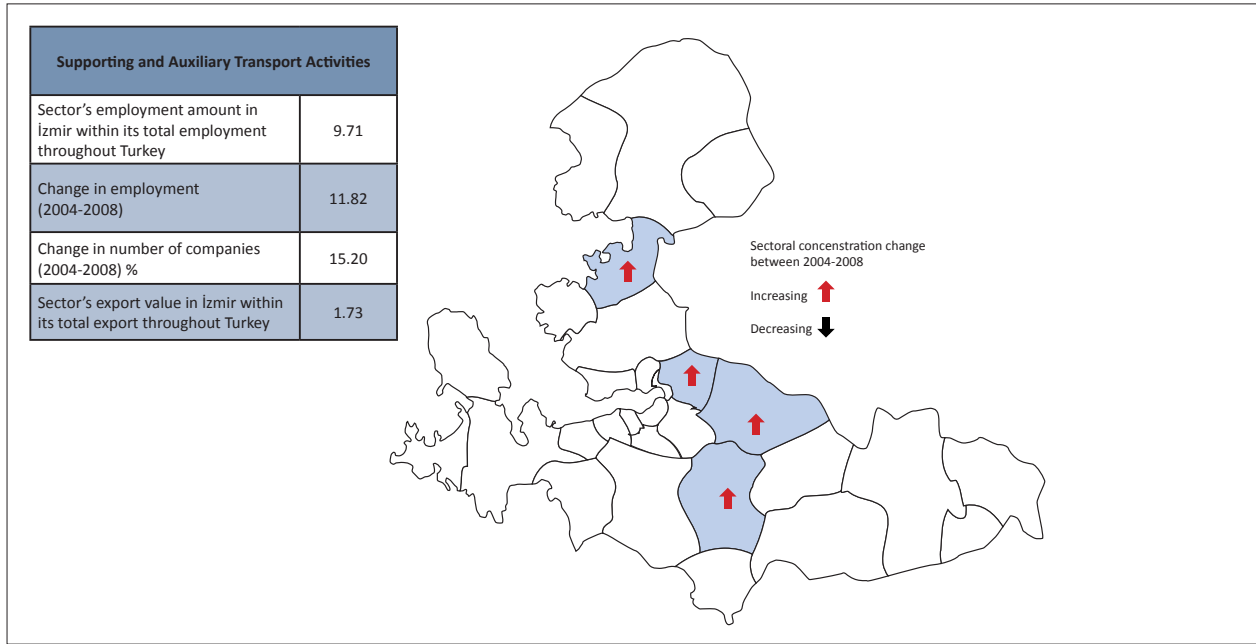 Supporting and Auxiliary Transport Activities
Sector’s employment amount in
İzmir within its total employment
throughout Turkey
9.71
Change in employment
(2004-2008)
11.82
Change in number of companies
(2004-2008) %
15.20
Sector’s export value in İzmir within
its total export throughout Turkey
1.73
Sectoral concenstration change
between 2004-2008
Increasing
Decreasing